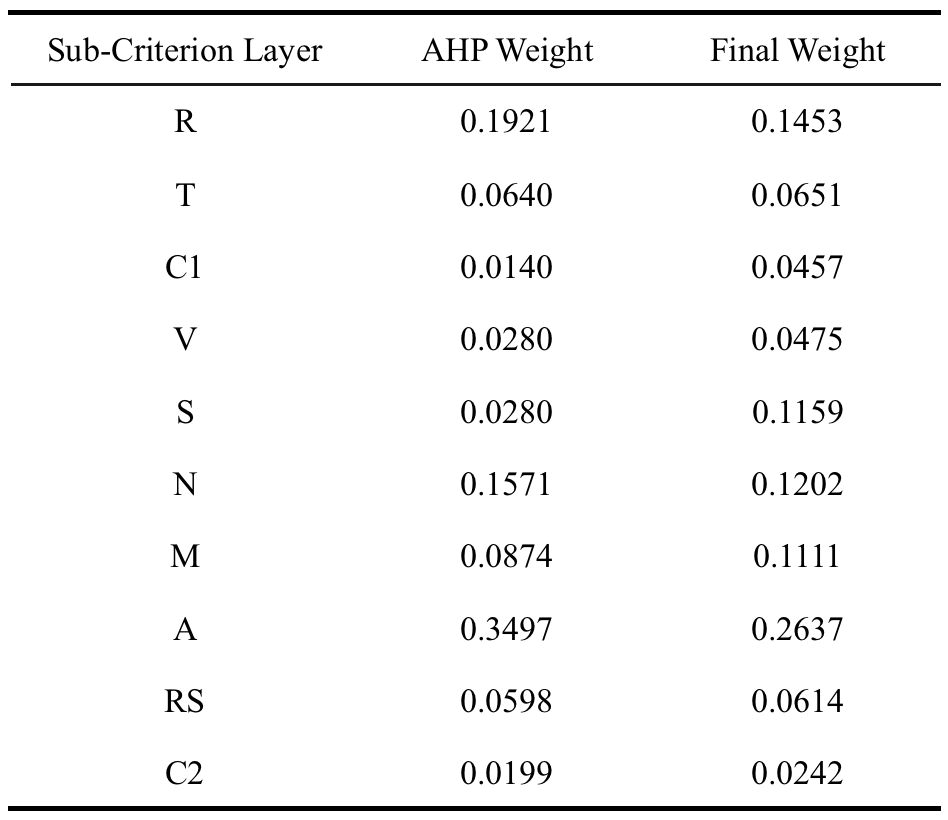 Sub-Criterion Layer AHP Weight Final Weight
R 0.1921 0.1453
T 0.0640 0.0651
C1 0.0140 0.0457
V 0.0280 0.0475
S 0.0280 0.1159
N 0.1571 0.1202
M 0.0874 0.1111
A 0.3497 0.2637
RS 0.0598 0.0614
C2 0.0199 0.0242